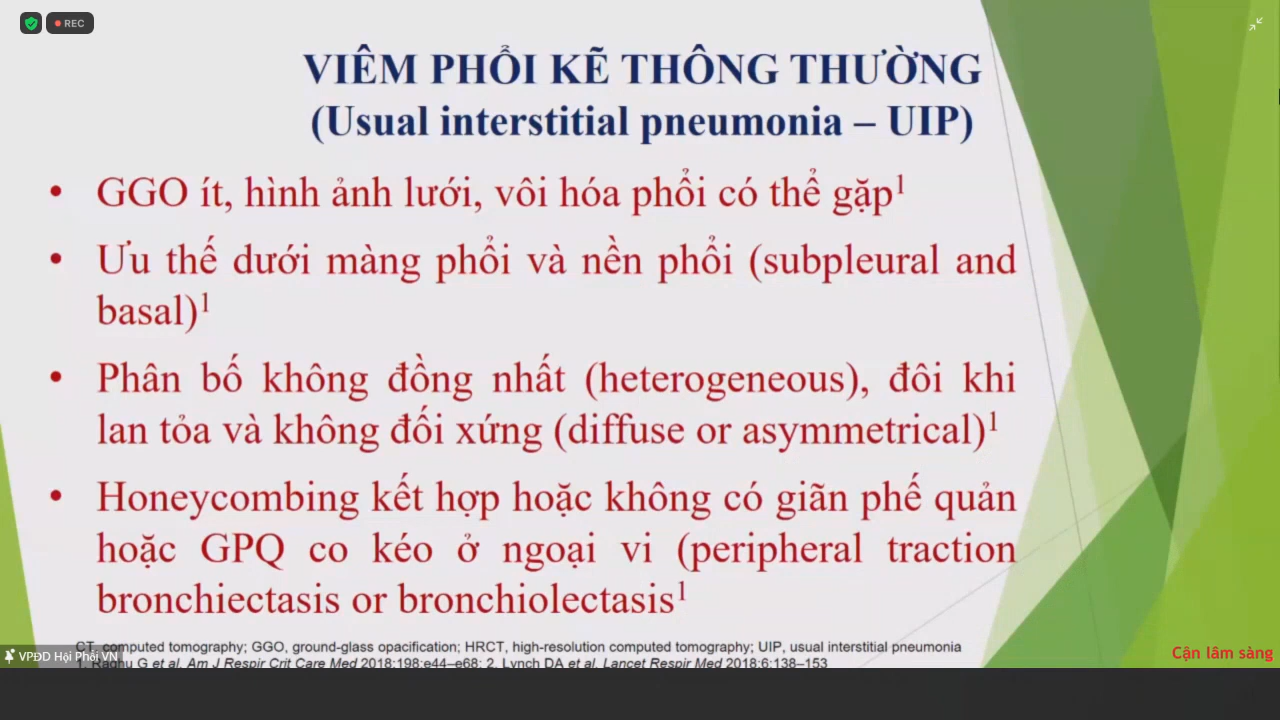 REC
VIÊM PHỔI KẼ THÔNG THƯỜNG
(Usual interstitial pneumonia – UIP)
• GGO ít, hình ảnh lưới, vôi hóa phổi có thể gặp1
• Ưu thế dưới màng phổi và nền phổi (subpleural and
basal)1
• Phân bố không đồng nhất (heterogeneous), đôi khi
lan tỏa và không đối xứng (diffuse or asymmetrical)1
• Honeycombing kết hợp hoặc không có giãn phế quản
hoặc GPQ co kéo ở ngoại vi (peripheral traction
bronchiectasis or bronchiolectasis1
CT, computed tomography; GGO, ground-glass opacification; HRCT, high-resolution computed tomography; UIP, usual interstitial pneumonia
VPĐD Hội Phổi VN
1. Raghu G et al. Am J Respir Crit Care Med 2018;198:e44–e68; 2. Lynch DA et al. Lancet Respir Med 2018;6:138–153
Cận lâm sàng